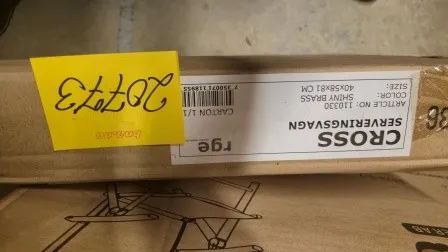 rge
CROSS
SERVERINGSVAGN
ARTICLE NO: 110330
COLOR: SHINY BRASS
SIZE: 40x58x81 CM
CARTON 1/1
20773